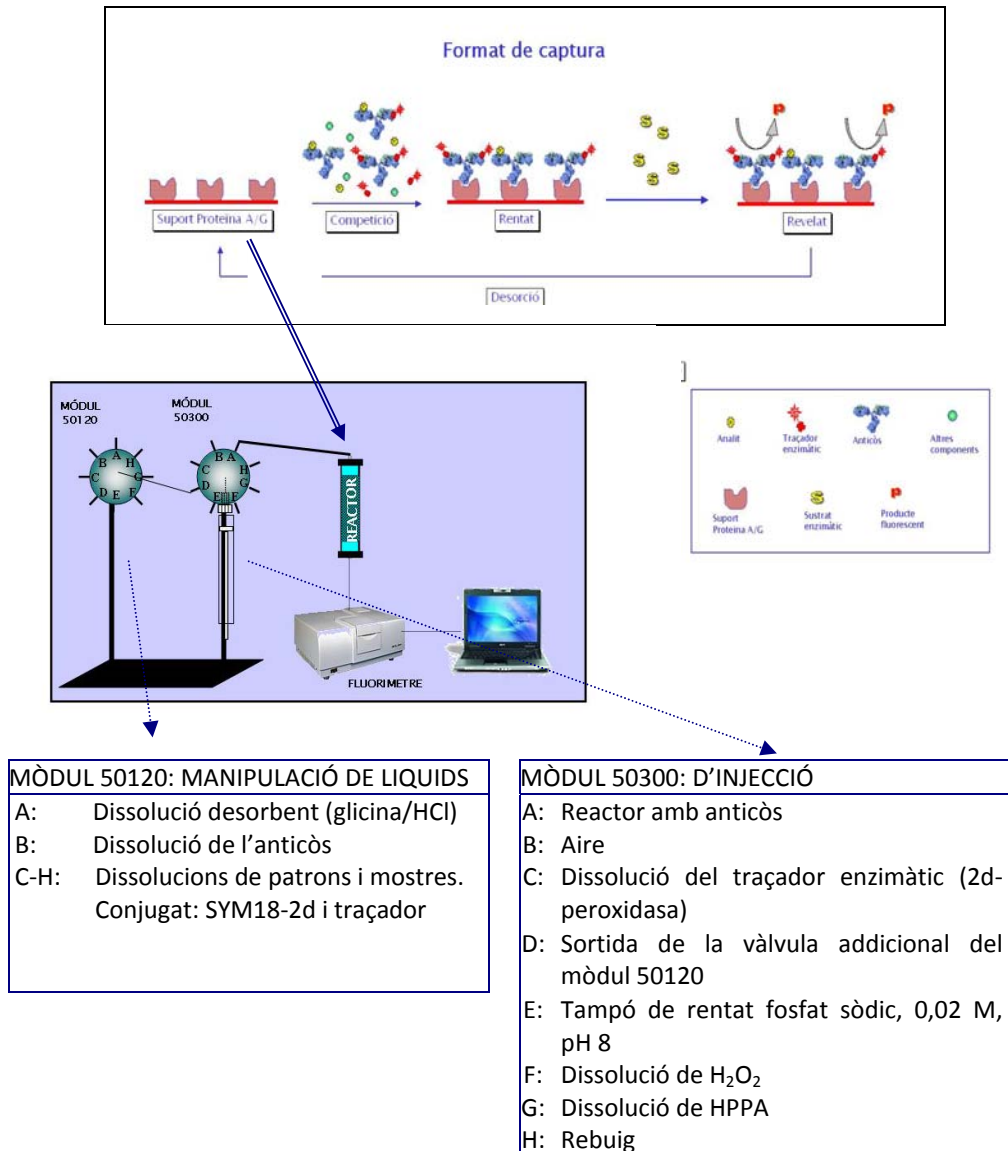 Format de captura
Suport Proteina A/G
Competició
Rentat
Revelat
Desorció
MÓDUL
50120
MÓDUL
50300
REACTOR
FLUORIMETRE
Analit
Traçador
enzimàtic
Anticòs
Altres
components
Suport
Proteina A/G
Sustrat
enzimàtic
Producte
fluorescent
MÒDUL 50120: MANIPULACIÓ DE LIQUIDS
A: Dissolució desorbent (glicina/HCl)
B: Dissolució de l’anticòs
C-H: Dissolucions de patrons i mostres.
Conjugat: SYM18-2d i traçador
MÒDUL 50300: D’INJECCIÓ
A: Reactor amb anticòs
B: Aire
C: Dissolució del traçador enzimàtic (2d-
peroxidasa)
D: Sortida de la vàlvula addicional del
mòdul 50120
E: Tampó de rentat fosfat sòdic, 0,02 M,
pH 8
F: Dissolució de H₂O₂
G: Dissolució de HPPA
H: Rebuig